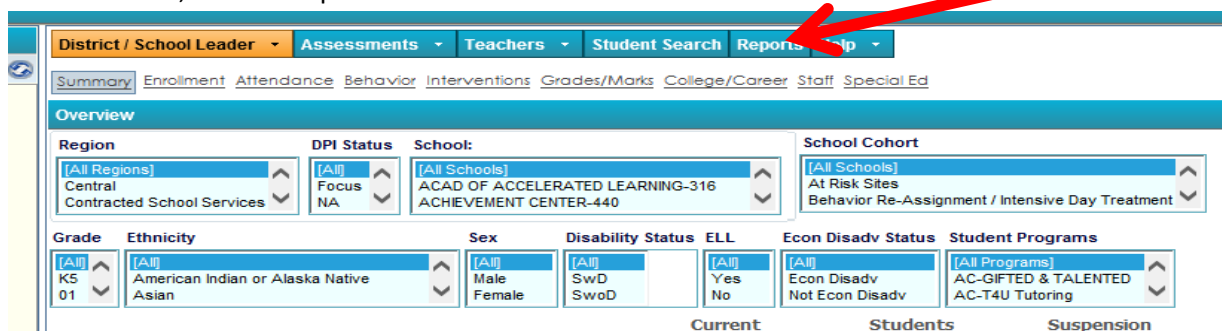 District / School Leader Assessments Teachers Student Search Reports Help
Summary Enrollment Attendance Behavior Interventions Grades/Marks College/Career Staff Special Ed
Overview
Region DPI Status School: School Cohort
[All Regions] [All] [All Schools] [All Schools]
Central Focus ACAD OF ACCELERATED LEARNING-316 At Risk Sites
Contracted School Services NA ACHIEVEMENT CENTER-440 Behavior Re-Assignment / Intensive Day Treatment
Grade Ethnicity Sex Disability Status ELL Econ Disadv Status Student Programs
[All] [All] [All] [All] [All] [All] [All Programs]
K5 American Indian or Alaska Native Male SwD Yes Econ Disadv AC-GIFTED & TALENTED
01 Asian Female SwoD No Not Econ Disadv AC-T4U Tutoring
Current Students Suspension